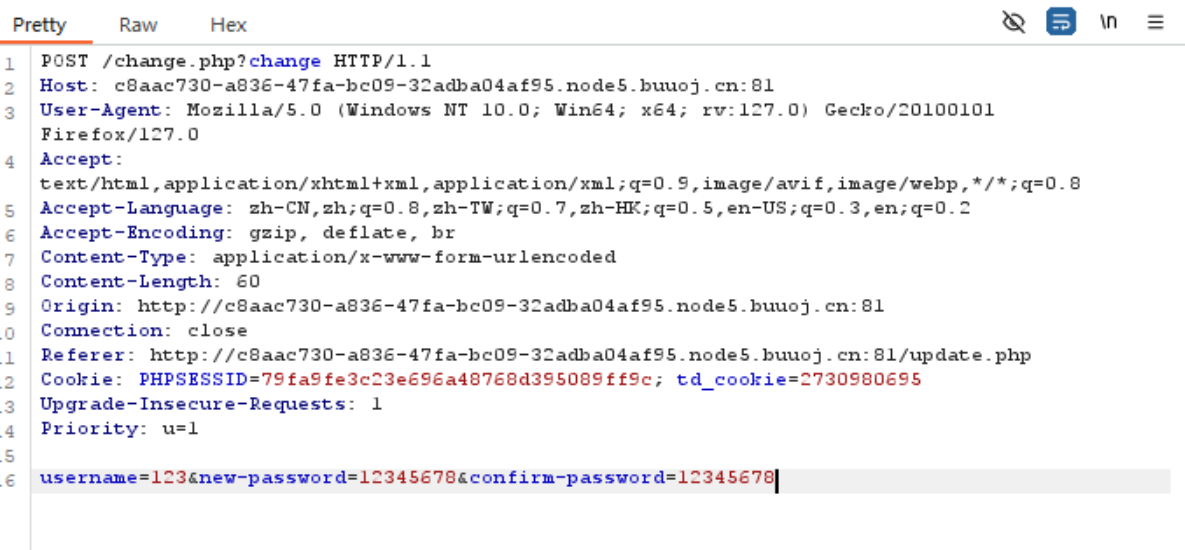 Pretty Raw Hex \n
1 POST /change.php?change HTTP/1.1
2 Host: c8aac730-a836-47fa-bc09-32adba04af95.node5.buuoj.cn:81
3 User-Agent: Mozilla/5.0 (Windows NT 10.0; Win64; x64; rv:127.0) Gecko/20100101
Firefox/127.0
4 Accept:
text/html,application/xhtml+xml,application/xml;q=0.9,image/avif,image/webp,*/*;q=0.8
5 Accept-Language: zh-CN,zh;q=0.8,zh-TW;q=0.7,zh-HK;q=0.5,en-US;q=0.3,en;q=0.2
6 Accept-Encoding: gzip, deflate, br
7 Content-Type: application/x-www-form-urlencoded
8 Content-Length: 60
9 Origin: http://c8aac730-a836-47fa-bc09-32adba04af95.node5.buuoj.cn:81
.0 Connection: close
.1 Referer: http://c8aac730-a836-47fa-bc09-32adba04af95.node5.buuoj.cn:81/update.php
.2 Cookie: PHPSESSID=79fa9fe3c23e696a48768d395089ff9c; td_cookie=2730980695
.3 Upgrade-Insecure-Requests: 1
.4 Priority: u=1
.5
.6 username=123&new-password=12345678&confirm-password=12345678